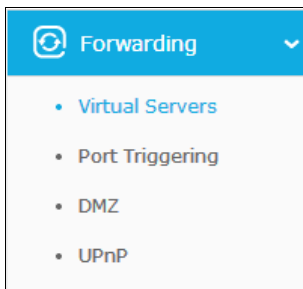 Forwarding
Virtual Servers
Port Triggering
DMZ
UPnP